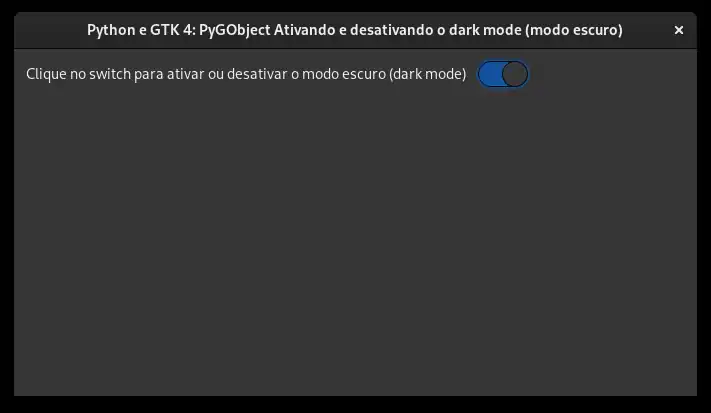 Python e GTK 4: PyGObject Ativando e desativando o dark mode (modo escuro)
Clique no switch para ativar ou desativar o modo escuro (dark mode)